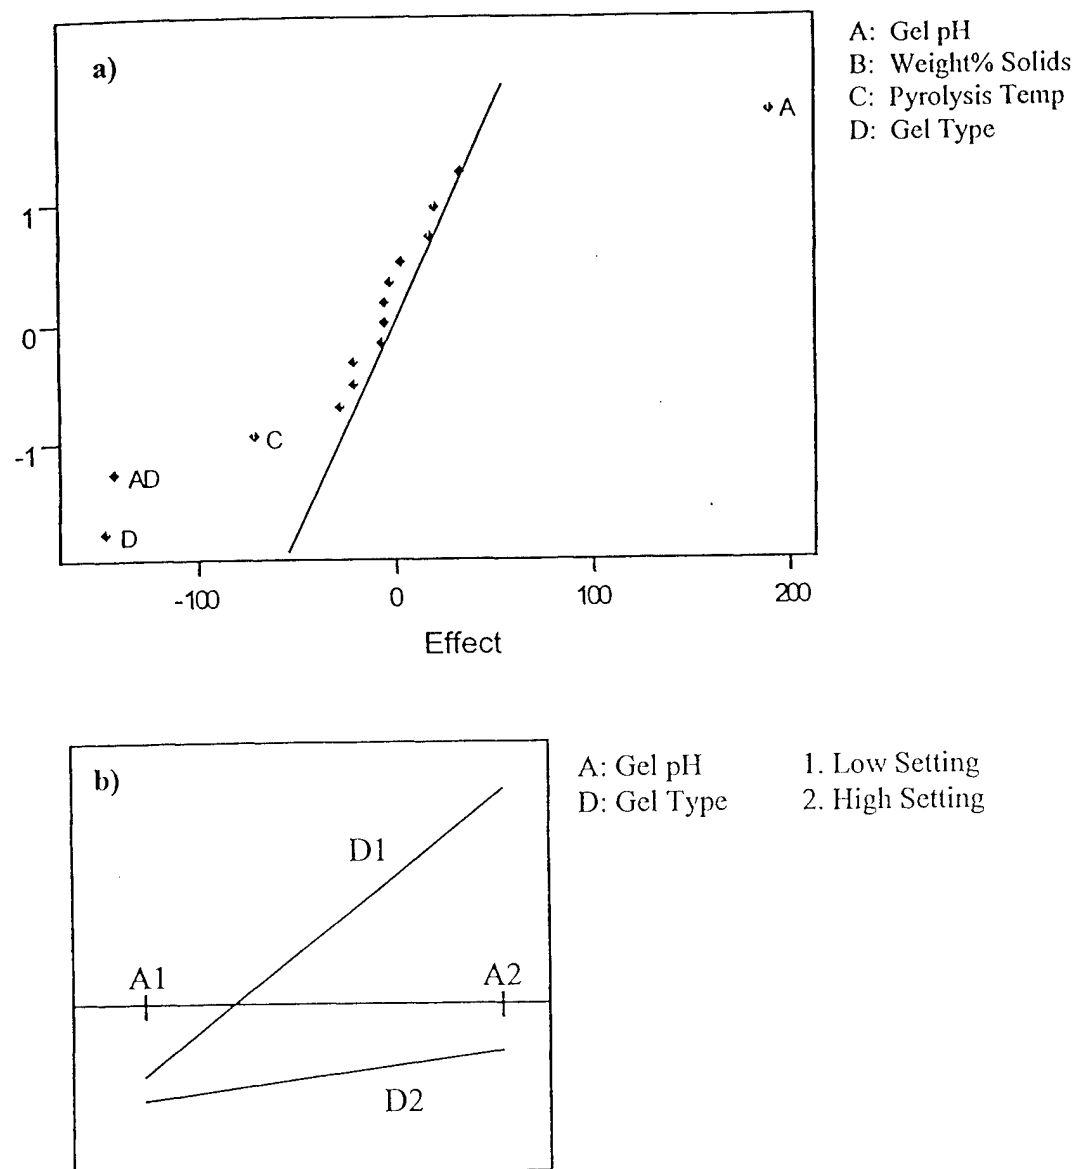 a)
A: Gel pH
B: Weight% Solids
C: Pyrolysis Temp
D: Gel Type
A
1
0
-1
C
AD
D
-100 0 100 200
Effect
b)
A: Gel pH 1. Low Setting
D: Gel Type 2. High Setting
D1
A1 A2
D2